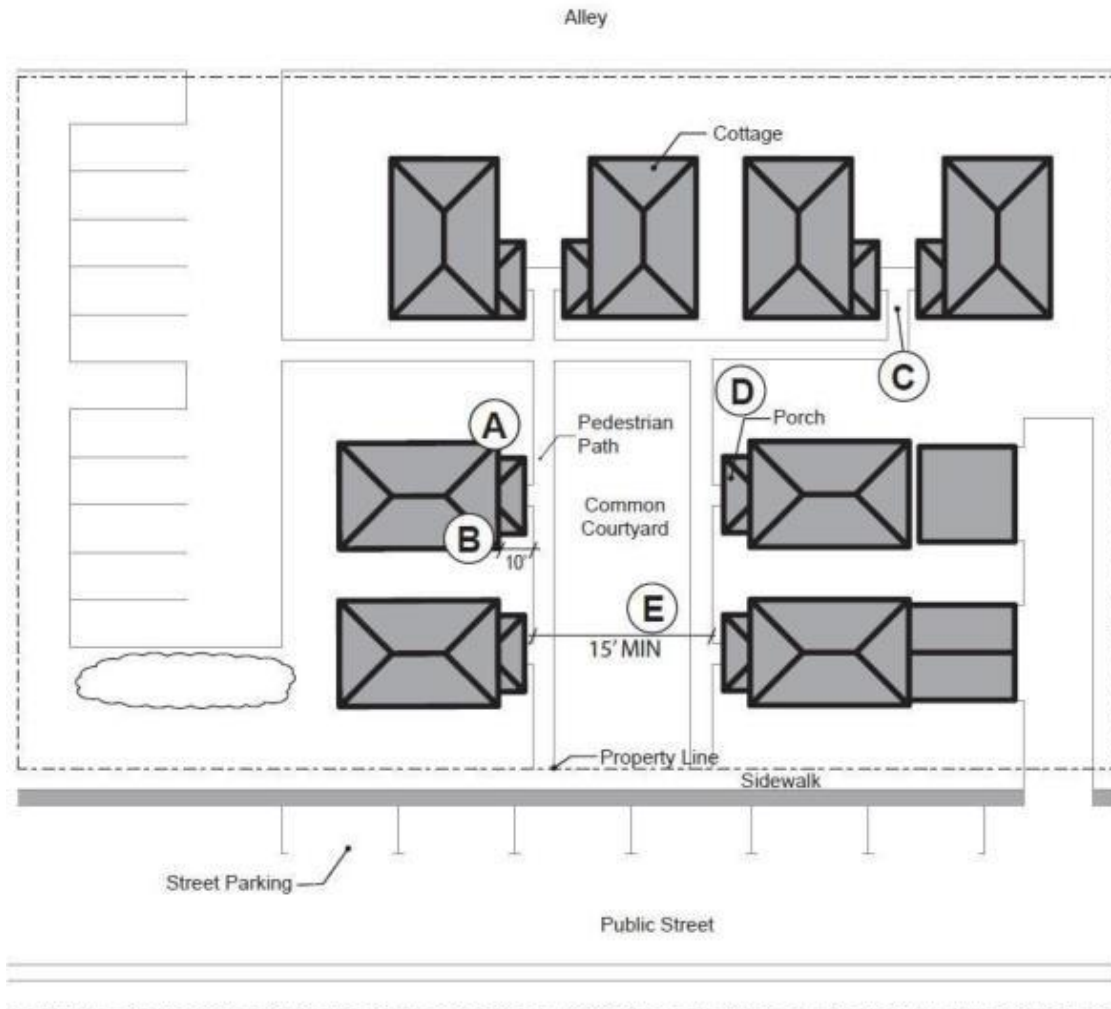 Alley
Cottage
C
A
D
Porch
Pedestrian
Path
Common
Courtyard
B
10'
E
15' MIN
Property Line
Sidewalk
Street Parking
Public Street